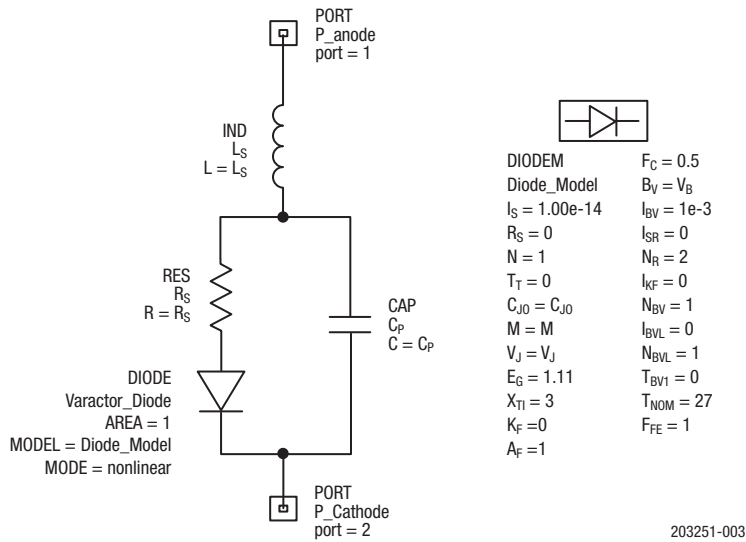 PORT
P_anode
port = 1
IND
LS
L = LS
RES
RS
R = RS
CAP
CP
C = CP
DIODE
Varactor_Diode
AREA = 1
MODEL = Diode_Model
MODE = nonlinear
PORT
P_Cathode
port = 2
DIODEM
Diode_Model
IS = 1.00e-14
RS = 0
N = 1
TT = 0
CJ0 = CJ0
M = M
VJ = VJ
EG = 1.11
XTI = 3
KF =0
AF =1
FC = 0.5
BV = VB
IBV = 1e-3
ISR = 0
NR = 2
IKF = 0
NBV = 1
IBVL = 0
NBVL = 1
TBV1 = 0
TNOM = 27
FFE = 1
203251-003